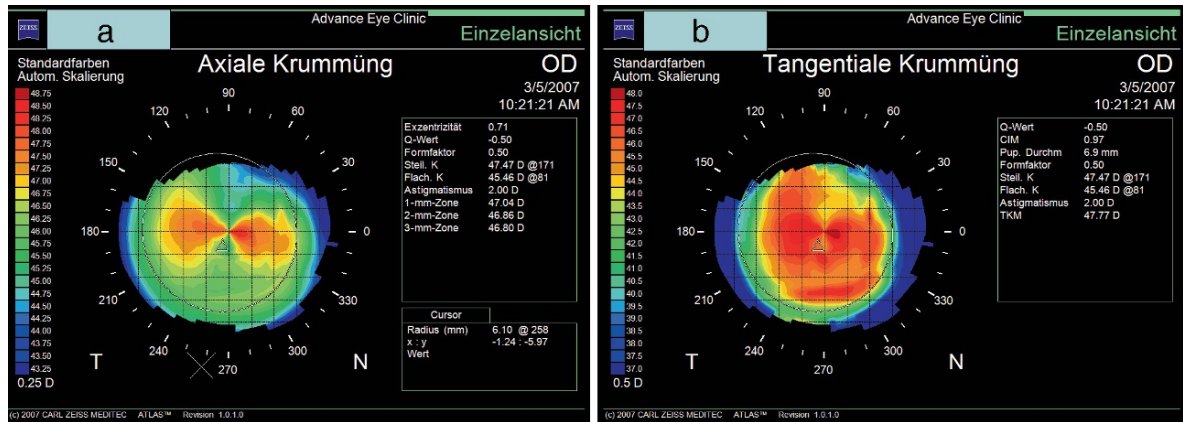 ZEISS
a
Advance Eye Clinic
Einzelansicht
Standardfarben
Autom. Skalierung
Axiale Krummüng
OD
3/5/2007
10:21:21 AM
48.75
48.50
48.25
48.00
47.75
47.50
47.25
47.00
46.75
46.50
46.25
46.00
45.75
45.50
45.25
45.00
44.75
44.50
44.25
44.00
43.75
43.50
43.25
0.25 D
90
120
60
150
30
180
0
210
330
240
300
270
T
N
Exzentrizität 0.71
Q-Wert -0.50
Formfaktor 0.50
Steil. K 47.47 D @171
Flach. K 45.46 D @81
Astigmatismus 2.00 D
1-mm-Zone 47.04 D
2-mm-Zone 46.86 D
3-mm-Zone 46.80 D
Cursor
Radius (mm) 6.10 @ 258
x : y -1.24 : -5.97
Wert
(c) 2007 CARL ZEISS MEDITEC ATLAS™ Revision 1.0.1.0
ZEISS
b
Advance Eye Clinic
Einzelansicht
Standardfarben
Autom. Skalierung
Tangentiale Krummüng
OD
3/5/2007
10:21:21 AM
48.0
47.5
47.0
46.5
46.0
45.5
45.0
44.5
44.0
43.5
43.0
42.5
42.0
41.5
41.0
40.5
40.0
39.5
39.0
38.5
38.0
37.5
37.0
0.5 D
90
120
60
150
30
180
0
210
330
240
300
270
T
N
Q-Wert -0.50
CIM 0.97
Pup. Durchm 6.9 mm
Formfaktor 0.50
Steil. K 47.47 D @171
Flach. K 45.46 D @81
Astigmatismus 2.00 D
TKM 47.77 D
(c) 2007 CARL ZEISS MEDITEC ATLAS™ Revision 1.0.1.0